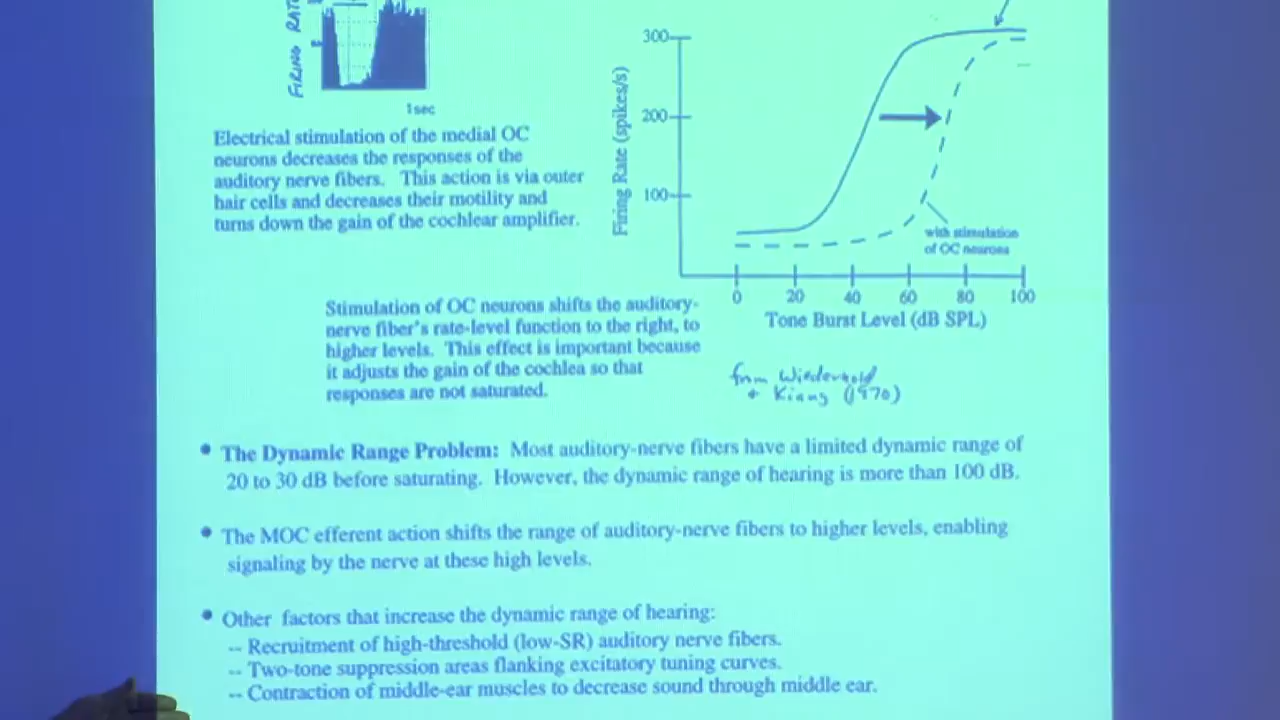 FIRING RATE
1 sec
Electrical stimulation of the medial OC
neurons decreases the responses of the
auditory nerve fibers. This action is via outer
hair cells and decreases their motility and
turns down the gain of the cochlear amplifier.
Firing Rate (spikes/s)
300
200
100
with stimulation
of OC neurons
0 20 40 60 80 100
Tone Burst Level (dB SPL)
Stimulation of OC neurons shifts the auditory-
nerve fiber's rate-level function to the right, to
higher levels. This effect is important because
it adjusts the gain of the cochlea so that
responses are not saturated.
from Wiederhold
+ Kiang (1970)
• The Dynamic Range Problem: Most auditory-nerve fibers have a limited dynamic range of
20 to 30 dB before saturating. However, the dynamic range of hearing is more than 100 dB.
• The MOC efferent action shifts the range of auditory-nerve fibers to higher levels, enabling
signaling by the nerve at these high levels.
• Other factors that increase the dynamic range of hearing:
-- Recruitment of high-threshold (low-SR) auditory nerve fibers.
-- Two-tone suppression areas flanking excitatory tuning curves.
-- Contraction of middle-ear muscles to decrease sound through middle ear.